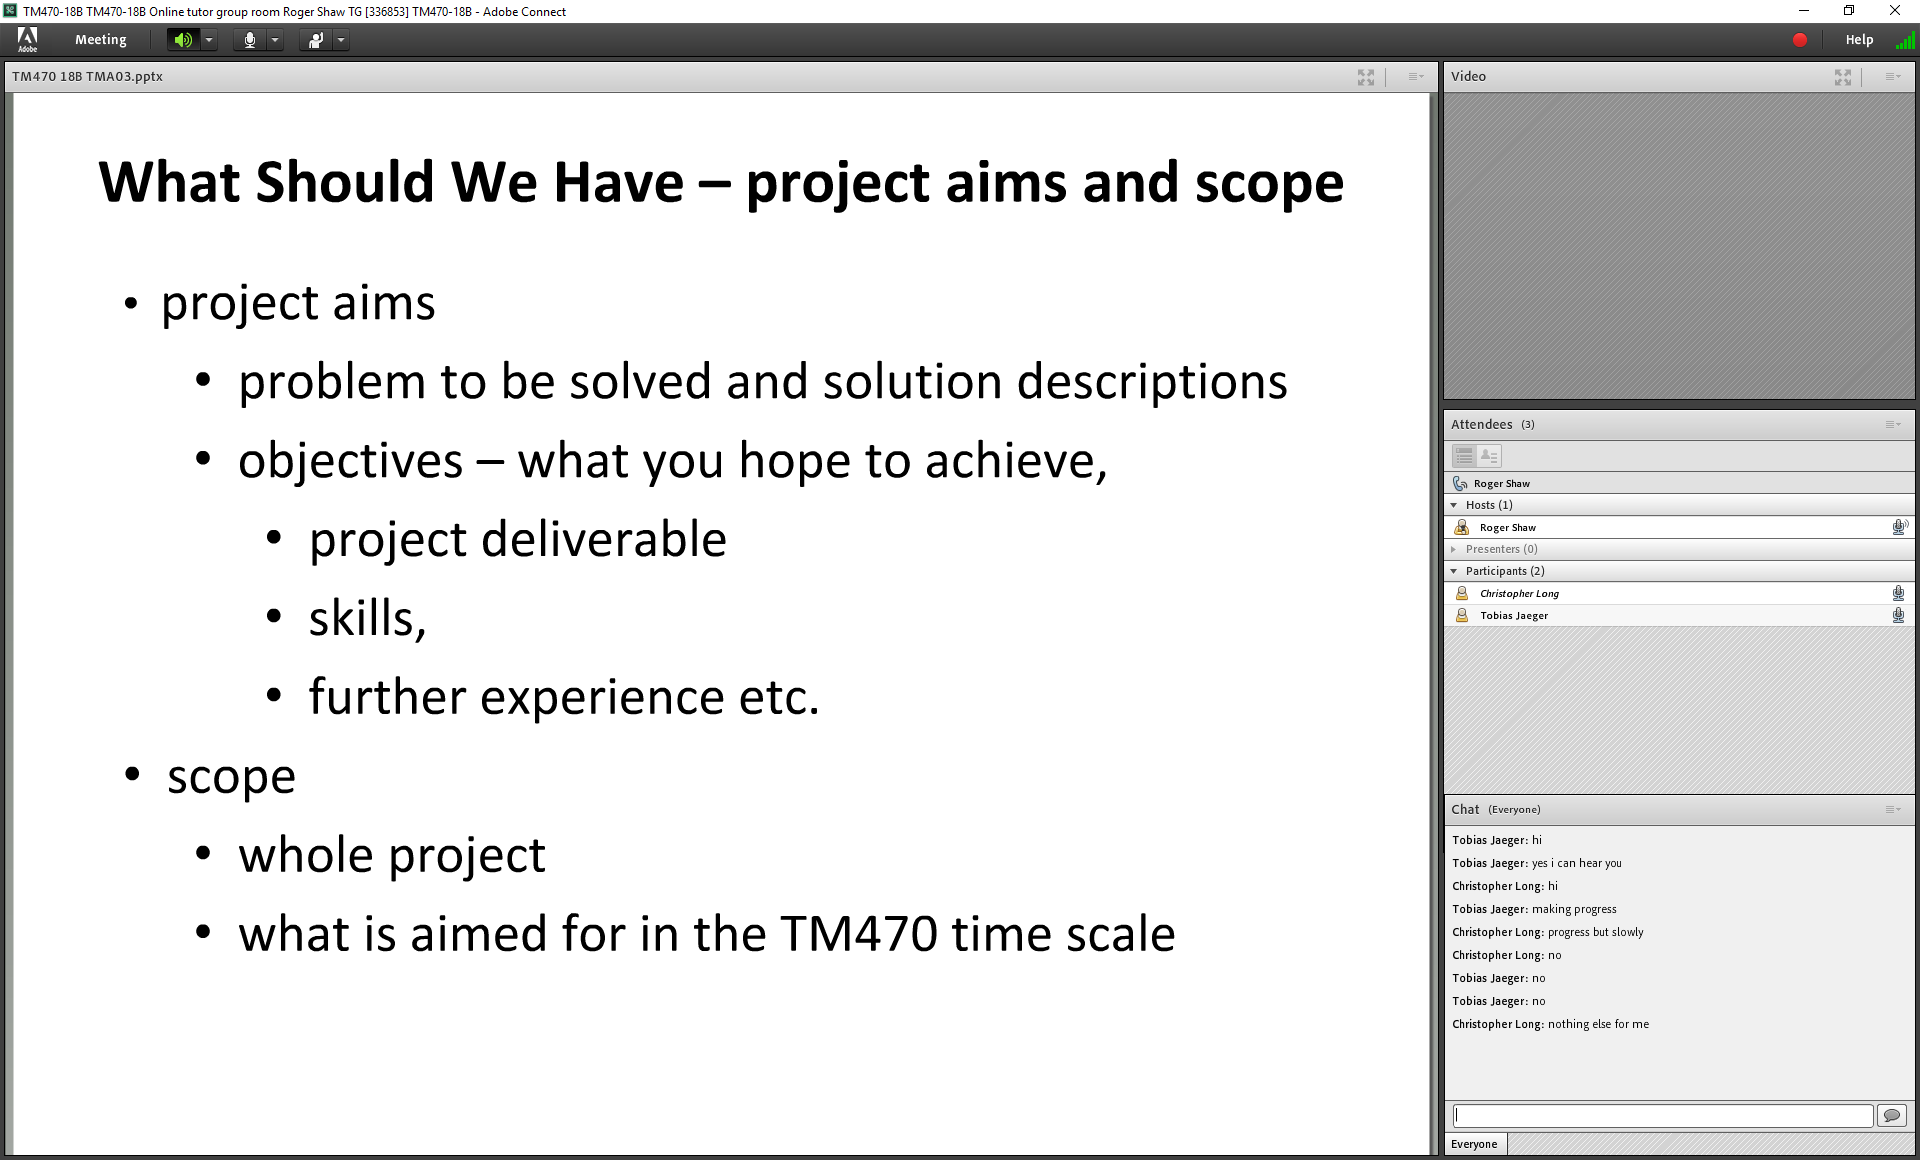 TM470-18B TM470-18B Online tutor group room Roger Shaw TG [336853] TM470-18B - Adobe Connect
Adobe
Meeting
Help
TM470 18B TMA03.pptx
What Should We Have – project aims and scope
• project aims
• problem to be solved and solution descriptions
• objectives – what you hope to achieve,
• project deliverable
• skills,
• further experience etc.
• scope
• whole project
• what is aimed for in the TM470 time scale
Video
Attendees (3)
Roger Shaw
Hosts (1)
Roger Shaw
Presenters (0)
Participants (2)
Christopher Long
Tobias Jaeger
Chat (Everyone)
Tobias Jaeger: hi
Tobias Jaeger: yes i can hear you
Christopher Long: hi
Tobias Jaeger: making progress
Christopher Long: progress but slowly
Christopher Long: no
Tobias Jaeger: no
Tobias Jaeger: no
Christopher Long: nothing else for me
Everyone